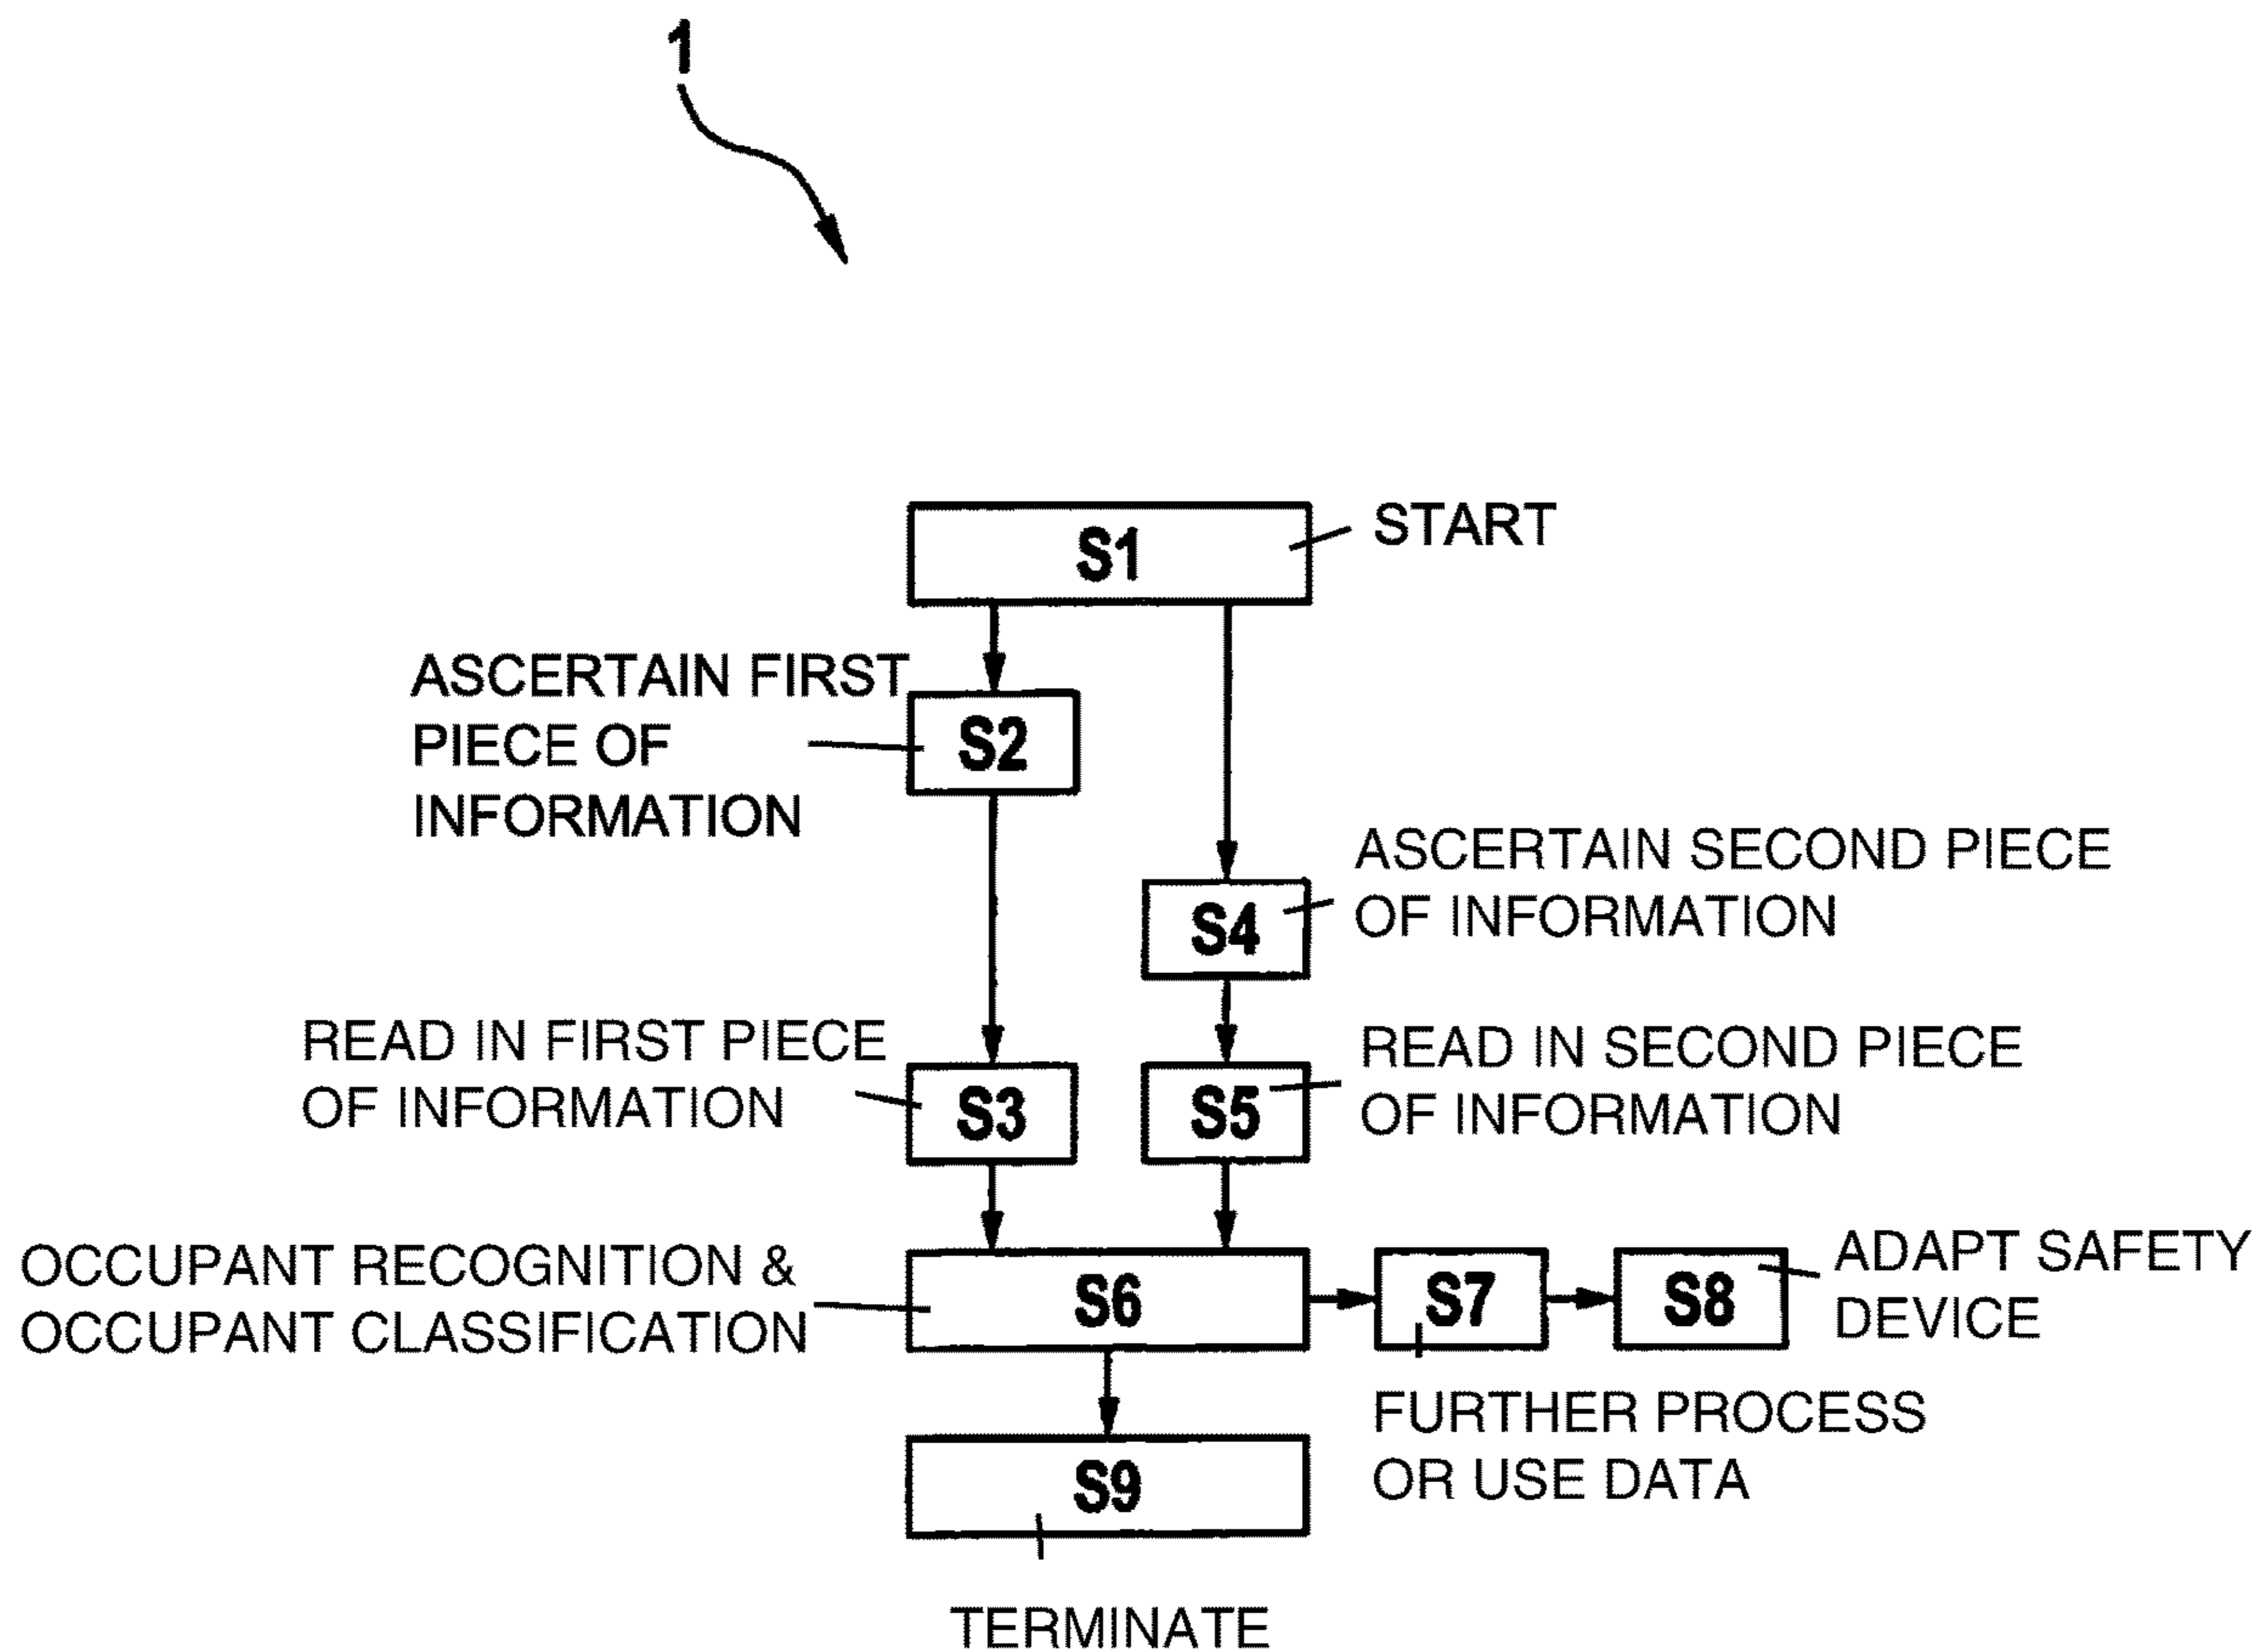 1
S1
START
ASCERTAIN FIRST
PIECE OF
INFORMATION
S2
ASCERTAIN SECOND PIECE
OF INFORMATION
S4
READ IN FIRST PIECE
OF INFORMATION
S3
S5
READ IN SECOND PIECE
OF INFORMATION
OCCUPANT RECOGNITION &
OCCUPANT CLASSIFICATION
S6
S7
S8
ADAPT SAFETY
DEVICE
FURTHER PROCESS
OR USE DATA
S9
TERMINATE